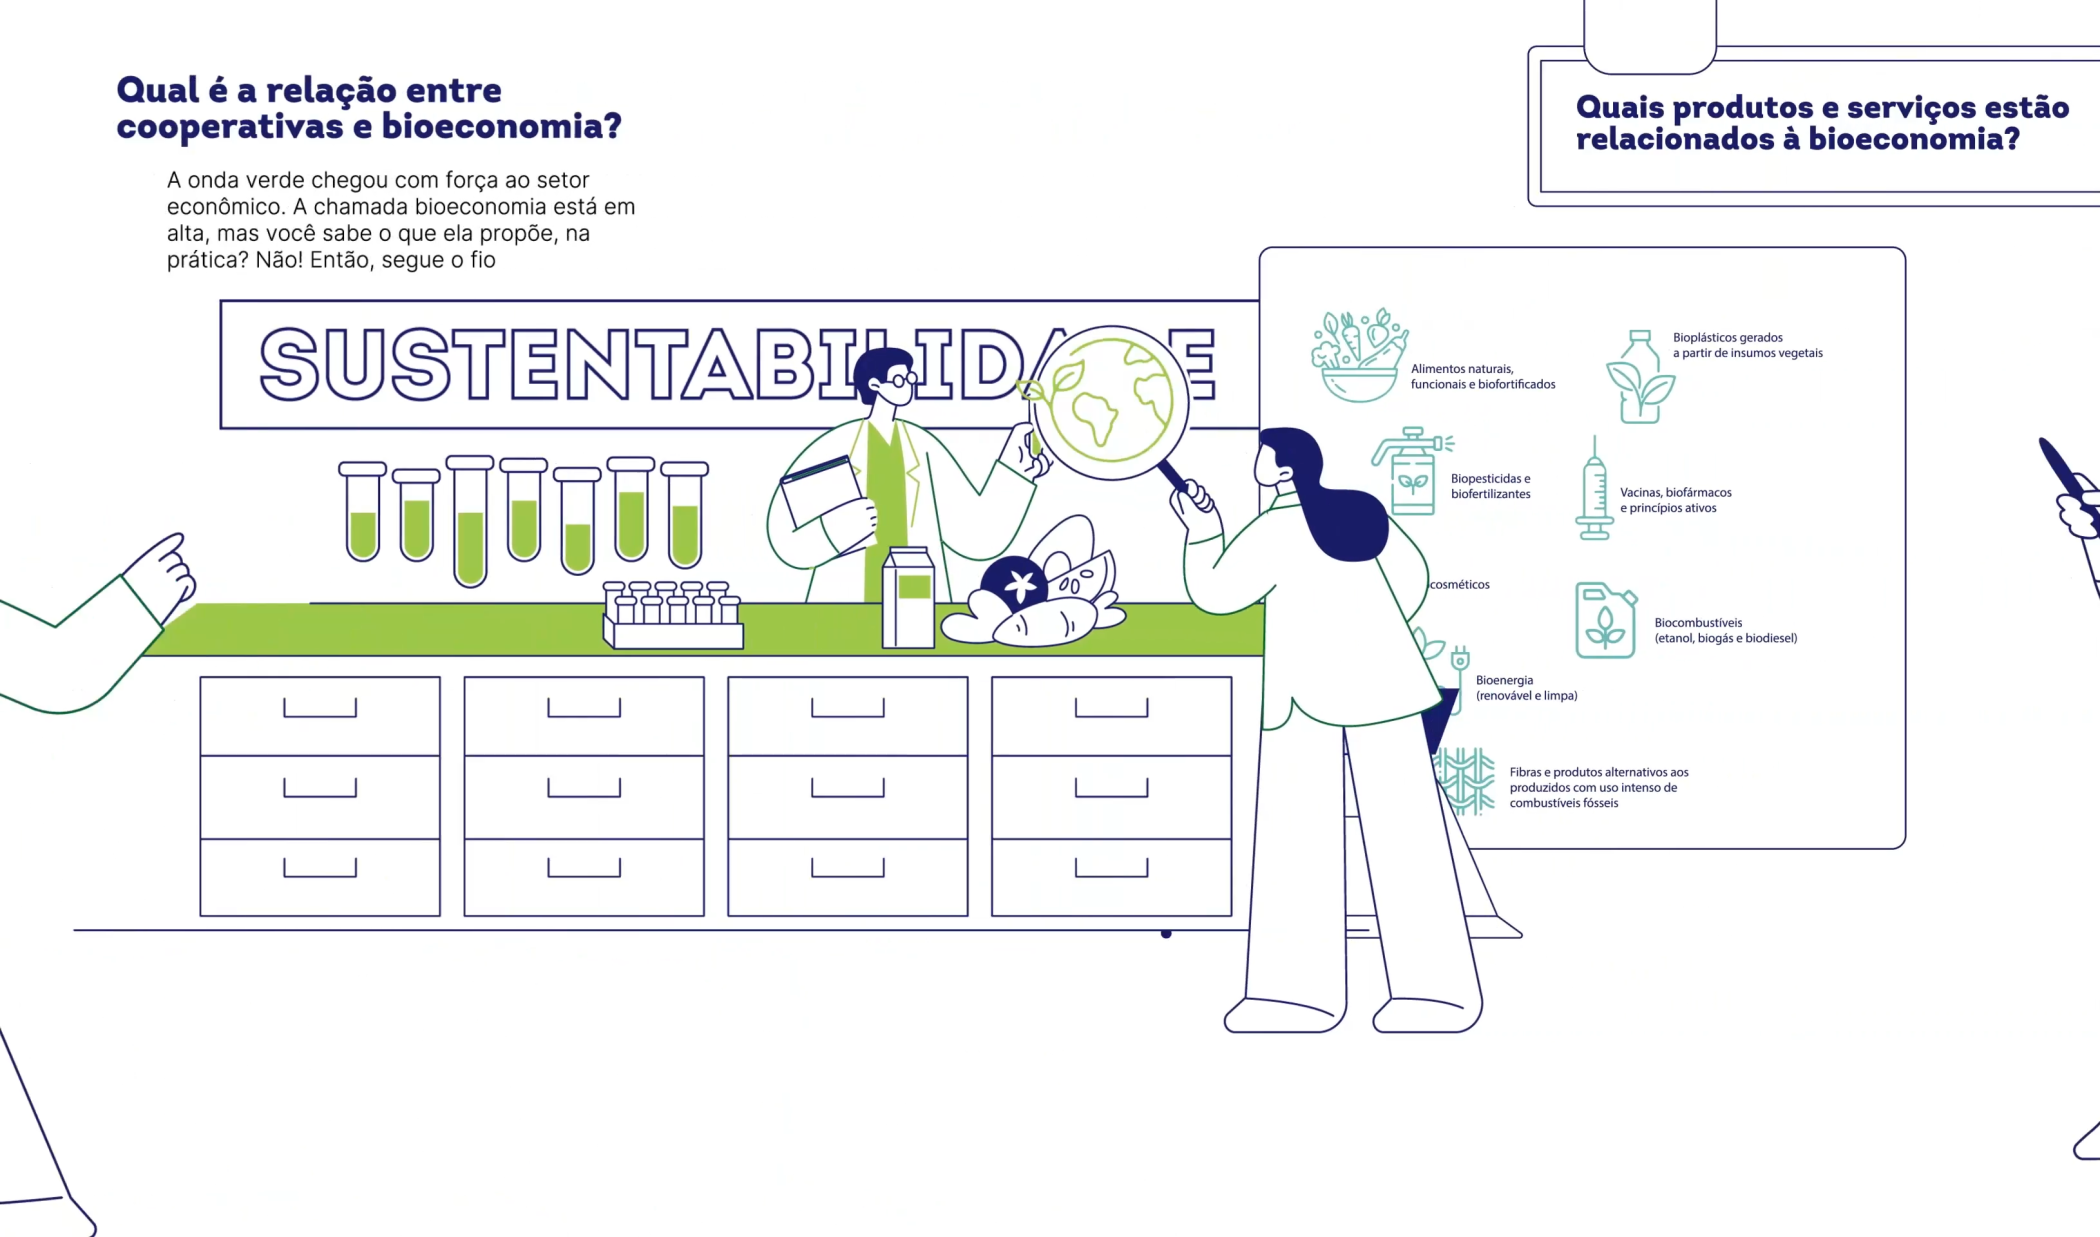 Qual é a relação entre
cooperativas e bioeconomia?
A onda verde chegou com força ao setor
econômico. A chamada bioeconomia está em
alta, mas você sabe o que ela propõe, na
prática? Não! Então, segue o fio
SUSTENTABILIDADE
Quais produtos e serviços estão
relacionados à bioeconomia?
Alimentos naturais,
funcionais e biofortificados
Bioplásticos gerados
a partir de insumos vegetais
Biopesticidas e
biofertilizantes
Vacinas, biofármacos
e princípios ativos
cosméticos
Biocombustíveis
(etanol, biogás e biodiesel)
Bioenergia
(renovável e limpa)
Fibras e produtos alternativos aos
produzidos com uso intenso de
combustíveis fósseis